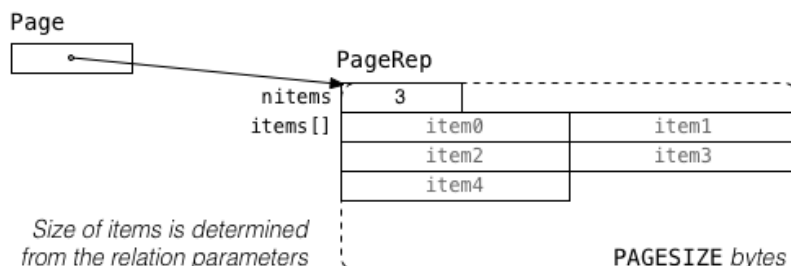 Page
PageRep
nitems 3
items[] item0 item1
item2 item3
item4
Size of items is determined
from the relation parameters
PAGESIZE bytes